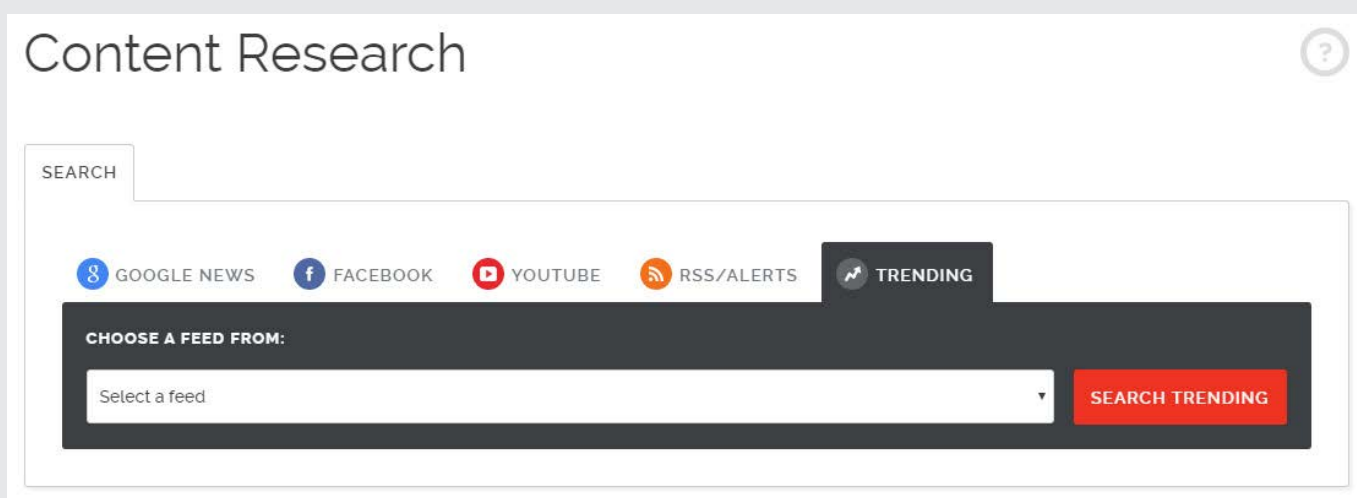 Content Research
?
SEARCH
GOOGLE NEWS FACEBOOK YOUTUBE RSS/ALERTS TRENDING
CHOOSE A FEED FROM:
Select a feed SEARCH TRENDING